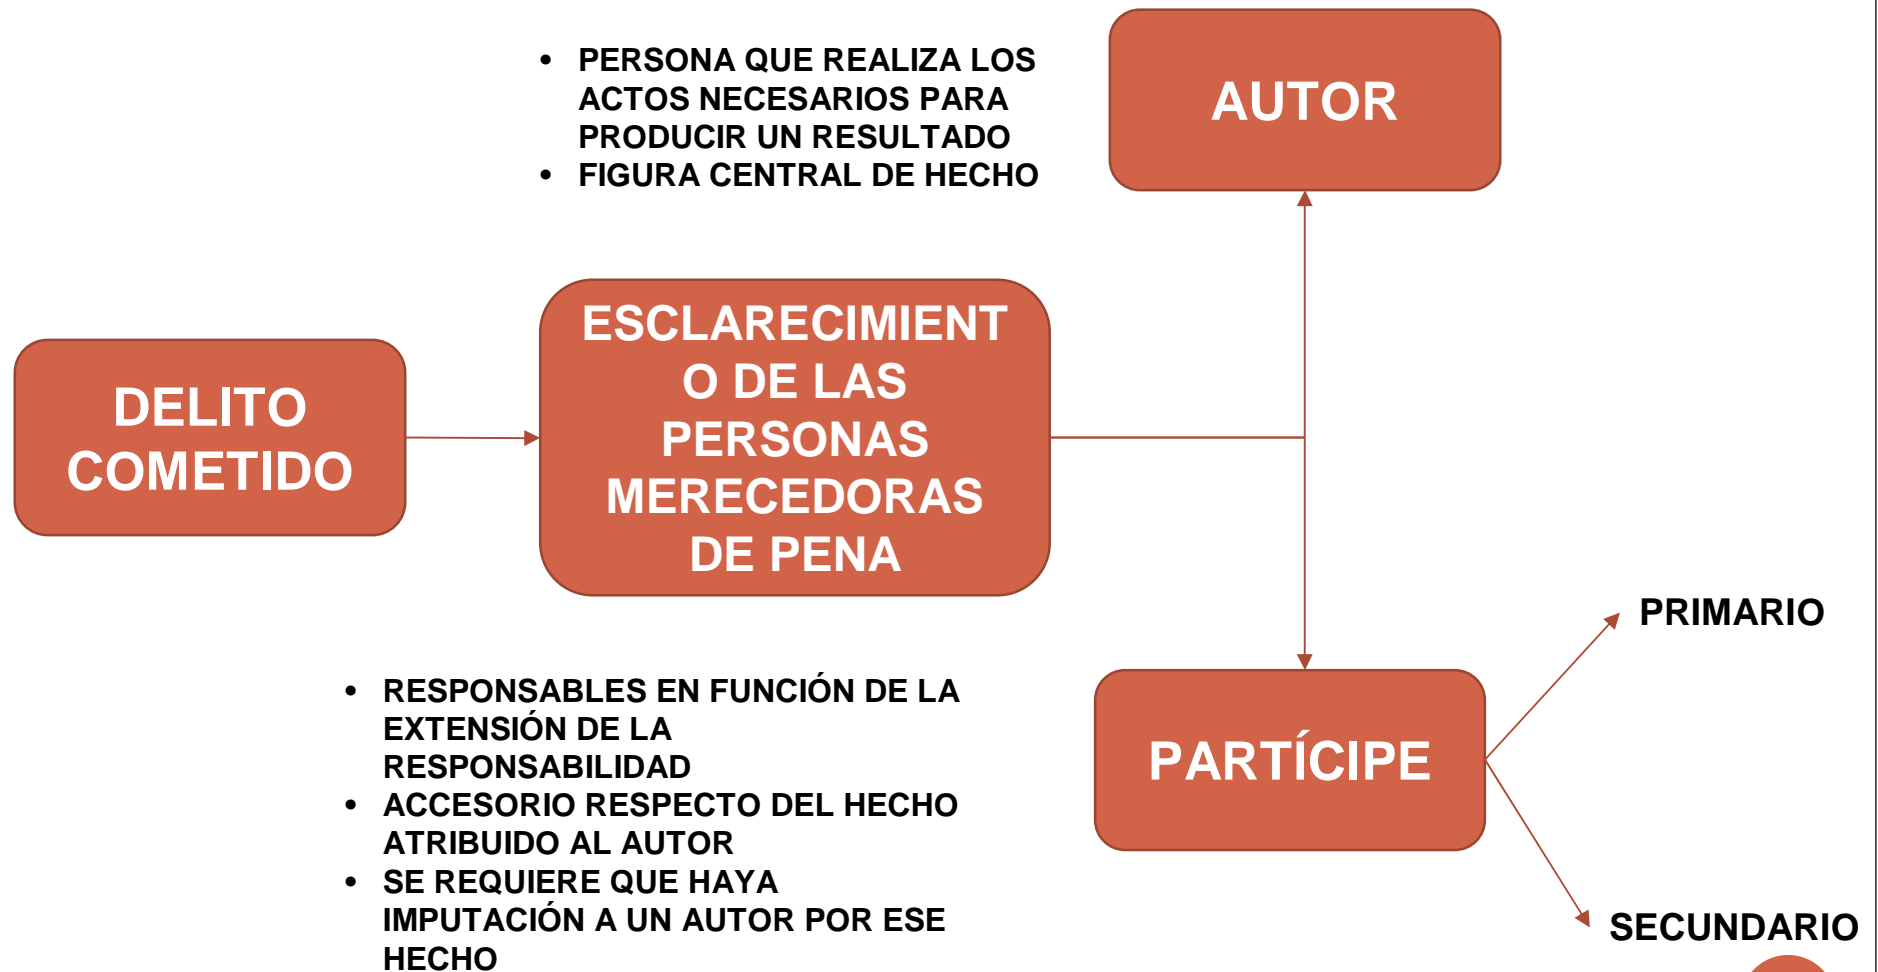 • PERSONA QUE REALIZA LOS
ACTOS NECESARIOS PARA
PRODUCIR UN RESULTADO
• FIGURA CENTRAL DE HECHO
AUTOR
DELITO
COMETIDO
ESCLARECIMIENT
O DE LAS
PERSONAS
MERECEDORAS
DE PENA
PRIMARIO
• RESPONSABLES EN FUNCIÓN DE LA
EXTENSIÓN DE LA
RESPONSABILIDAD
• ACCESORIO RESPECTO DEL HECHO
ATRIBUIDO AL AUTOR
• SE REQUIERE QUE HAYA
IMPUTACIÓN A UN AUTOR POR ESE
HECHO
PARTÍCIPE
SECUNDARIO